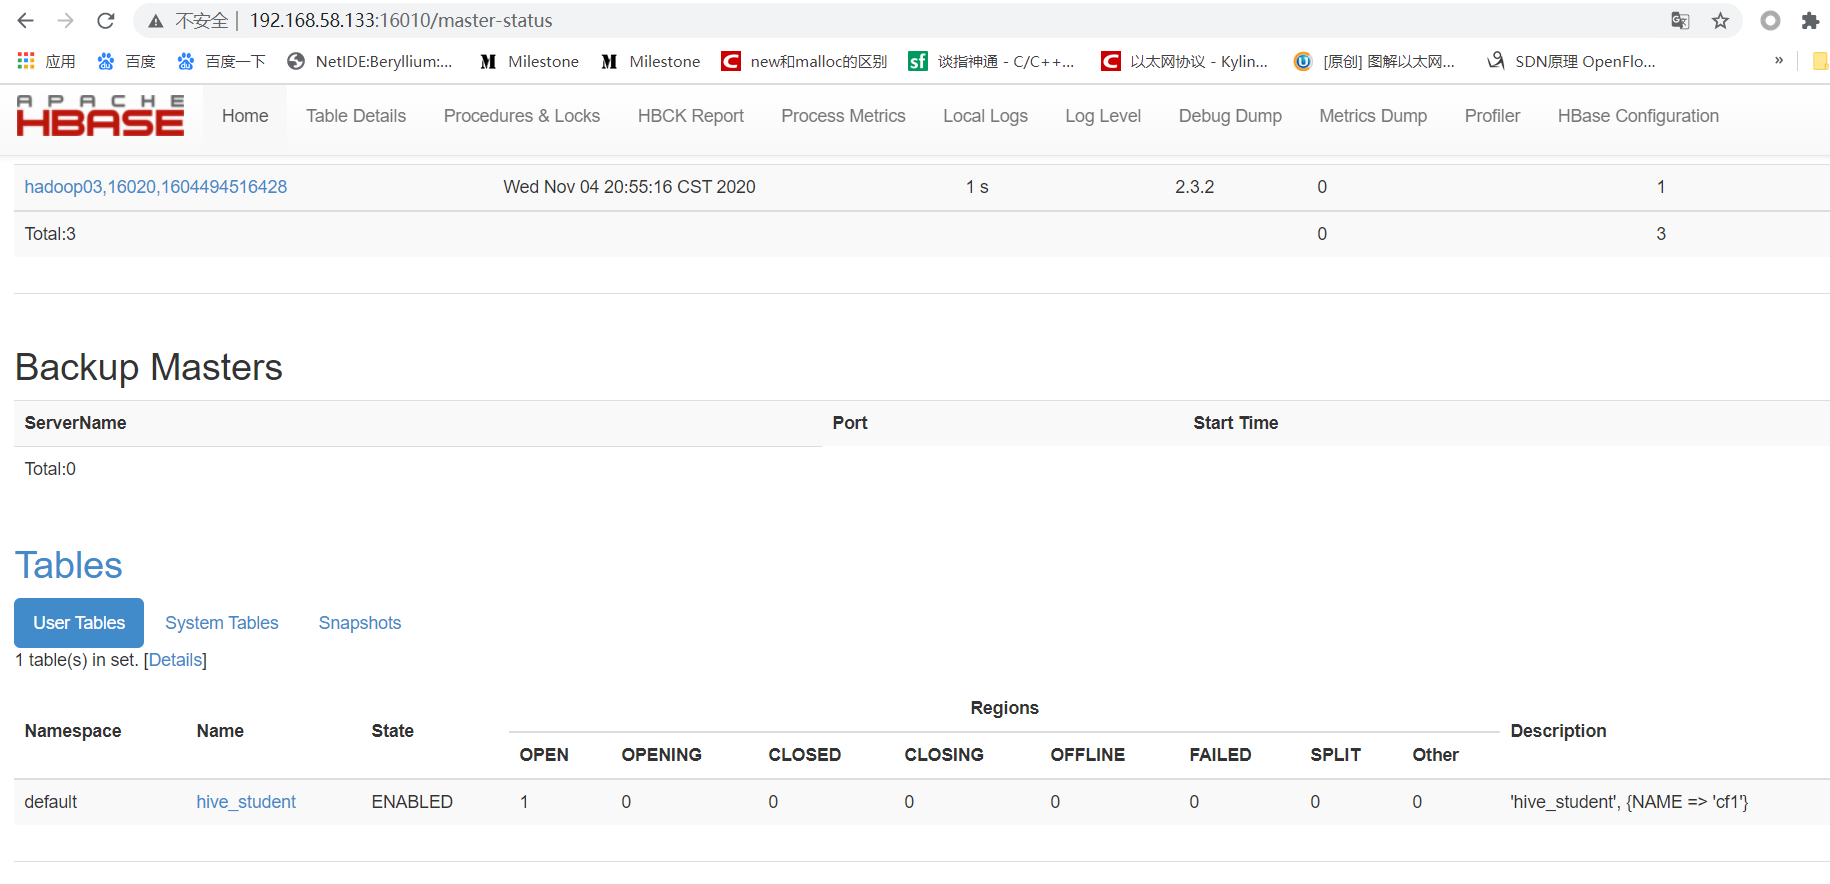 不安全 | 192.168.58.133:16010/master-status
应用 百度 百度一下 NetIDE:Beryllium:... Milestone Milestone new和malloc的区别 谈指神通 - C/C++... 以太网协议 - Kylin... [原创] 图解以太网... SDN原理 OpenFlo... »
APACHE HBASE Home Table Details Procedures & Locks HBCK Report Process Metrics Local Logs Log Level Debug Dump Metrics Dump Profiler HBase Configuration
hadoop03,16020,1604494516428 Wed Nov 04 20:55:16 CST 2020 1 s 2.3.2 0 1
Total:3 0 3
Backup Masters
ServerName Port Start Time
Total:0
Tables
User Tables System Tables Snapshots
1 table(s) in set. [Details]
Regions
Namespace Name State Description
OPEN OPENING CLOSED CLOSING OFFLINE FAILED SPLIT Other
default hive_student ENABLED 1 0 0 0 0 0 0 0 'hive_student', {NAME => 'cf1'}